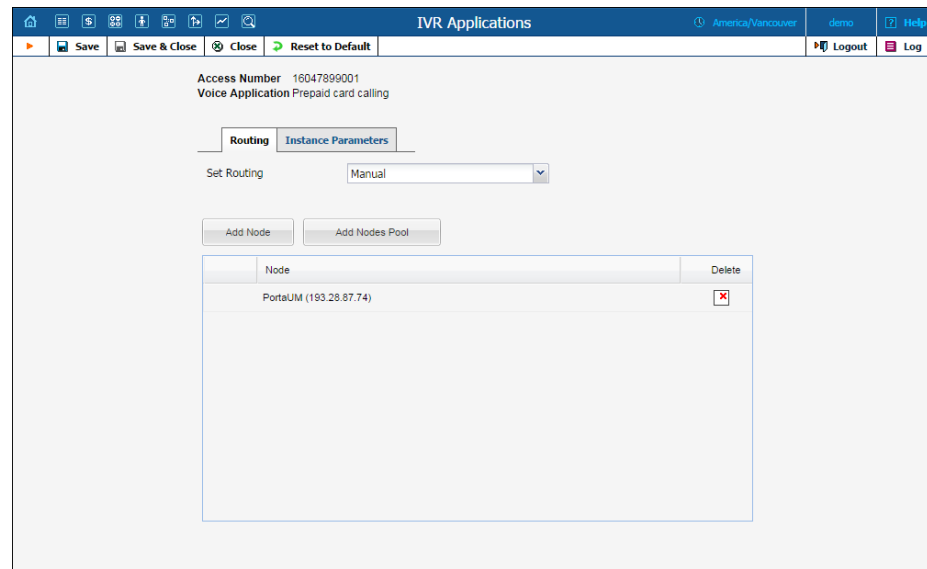 IVR Applications America/Vancouver demo ? Help
Save Save & Close Close Reset to Default Logout Log
Access Number 16047899001
Voice Application Prepaid card calling
Routing Instance Parameters
Set Routing Manual
Add Node Add Nodes Pool
Node Delete
PortaUM (193.28.87.74)